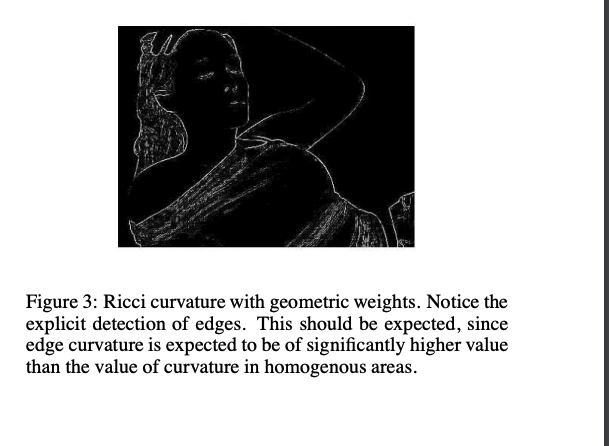 Figure 3: Ricci curvature with geometric weights. Notice the
explicit detection of edges. This should be expected, since
edge curvature is expected to be of significantly higher value
than the value of curvature in homogenous areas.